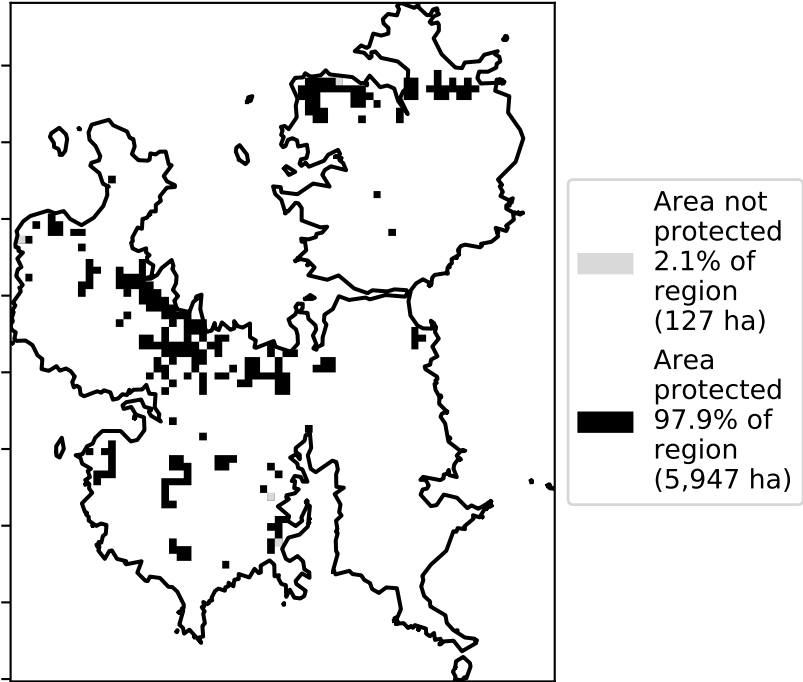 Area not
protected
2.1% of
region
(127 ha)
Area
protected
97.9% of
region
(5,947 ha)